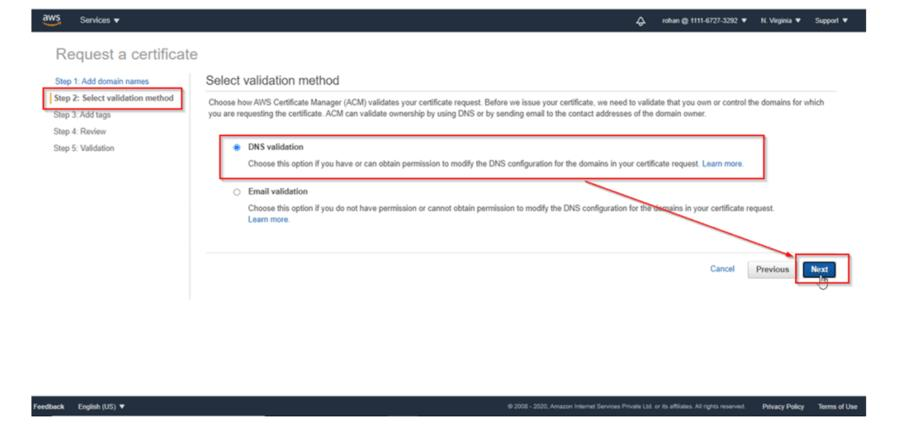 aws Services ▼ rohan @ 1111-6727-3292 ▼ N. Virginia ▼ Support ▼
Request a certificate
Step 1: Add domain names
Step 2: Select validation method
Step 3: Add tags
Step 4: Review
Step 5: Validation
Select validation method
Choose how AWS Certificate Manager (ACM) validates your certificate request. Before we issue your certificate, we need to validate that you own or control the domains for which
you are requesting the certificate. ACM can validate ownership by using DNS or by sending email to the contact addresses of the domain owner.
DNS validation
Choose this option if you have or can obtain permission to modify the DNS configuration for the domains in your certificate request. Learn more.
Email validation
Choose this option if you do not have permission or cannot obtain permission to modify the DNS configuration for the domains in your certificate request.
Learn more.
Cancel Previous Next
Feedback English (US) ▼ © 2008 - 2020, Amazon Internet Services Private Ltd. or its affiliates. All rights reserved. Privacy Policy Terms of Use